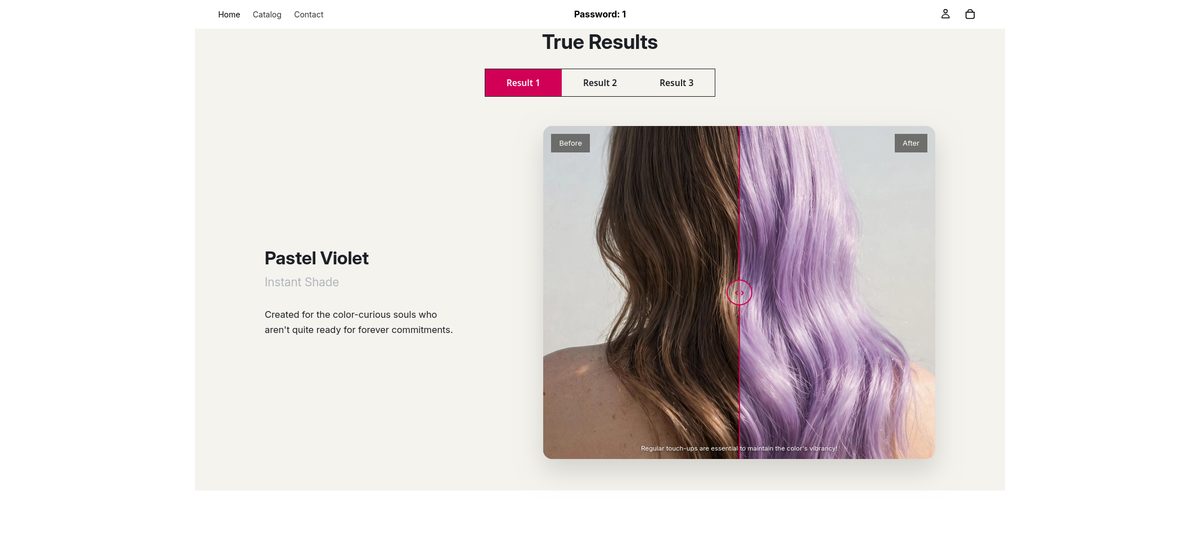 Home Catalog Contact Password: 1
True Results
Result 1 Result 2 Result 3
Before After
Pastel Violet
Instant Shade
Created for the color-curious souls who
aren't quite ready for forever commitments.
Regular touch-ups are essential to maintain the color's vibrancy!